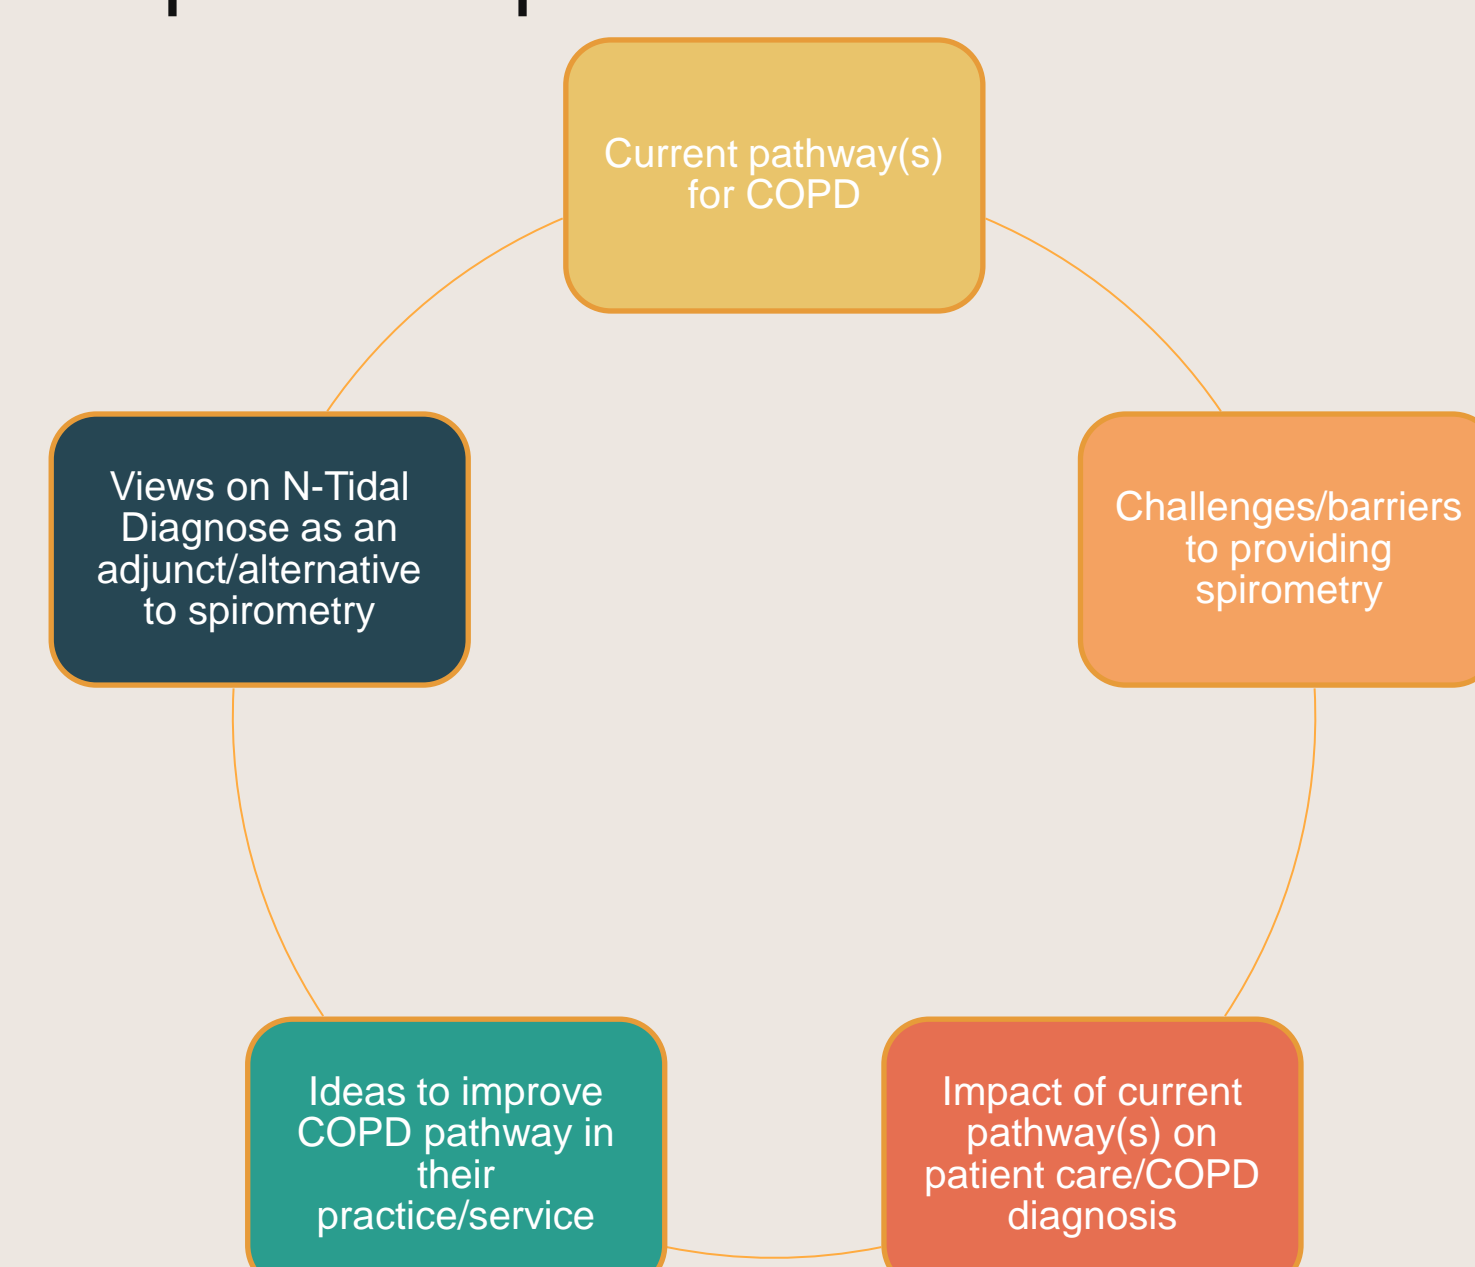 Current pathway(s)
for COPD
Challenges/barriers
to providing
spirometry
Impact of current
pathway(s) on
patient care/COPD
diagnosis
Ideas to improve
COPD pathway in
their
practice/service
Views on N-Tidal
Diagnose as an
adjunct/alternative
to spirometry